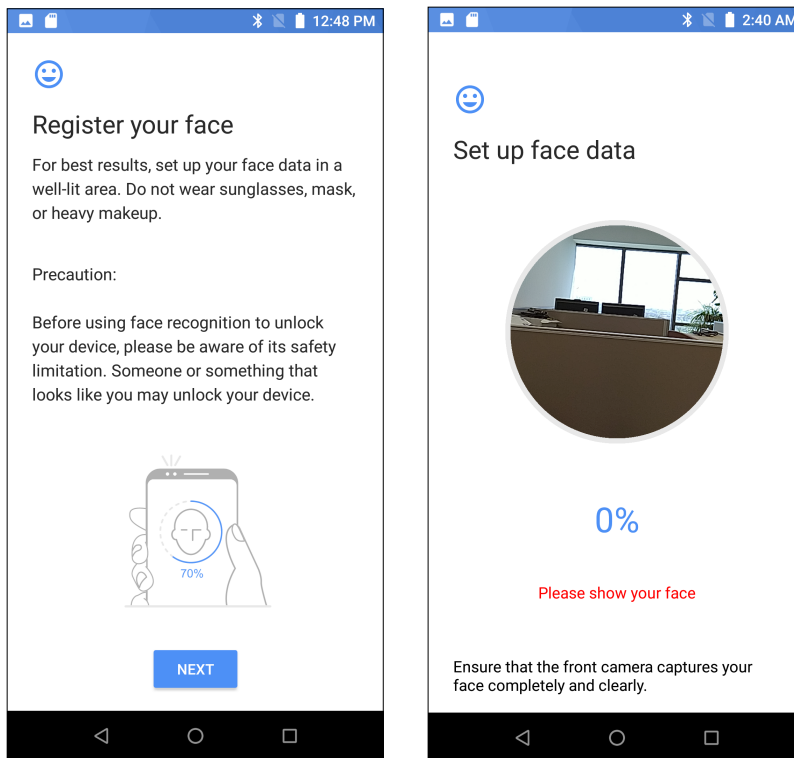 12:48 PM
Register your face
For best results, set up your face data in a
well-lit area. Do not wear sunglasses, mask,
or heavy makeup.
Precaution:
Before using face recognition to unlock
your device, please be aware of its safety
limitation. Someone or something that
looks like you may unlock your device.
70%
NEXT
2:40 AM
Set up face data
0%
Please show your face
Ensure that the front camera captures your
face completely and clearly.